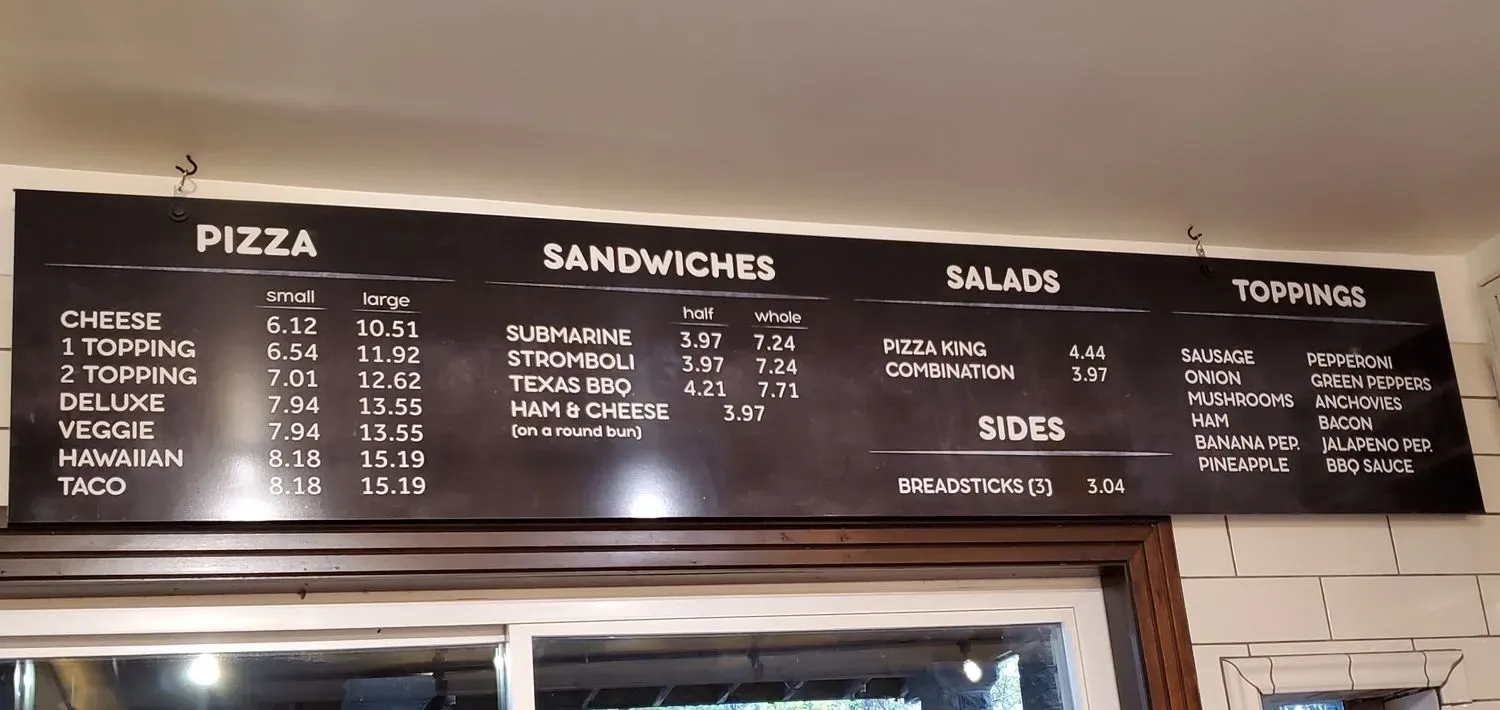 PIZZA
small large
CHEESE 6.12 10.51
1 TOPPING 6.54 11.92
2 TOPPING 7.01 12.62
DELUXE 7.94 13.55
VEGGIE 7.94 13.55
HAWAIIAN 8.18 15.19
TACO 8.18 15.19
SANDWICHES
half whole
SUBMARINE 3.97 7.24
STROMBOLI 3.97 7.24
TEXAS BBQ 4.21 7.71
HAM & CHEESE 3.97
(on a round bun)
SALADS
PIZZA KING 4.44
COMBINATION 3.97
SIDES
BREADSTICKS (3) 3.04
TOPPINGS
SAUSAGE PEPPERONI
ONION GREEN PEPPERS
MUSHROOMS ANCHOVIES
HAM BACON
BANANA PEP. JALAPENO PEP.
PINEAPPLE BBQ SAUCE